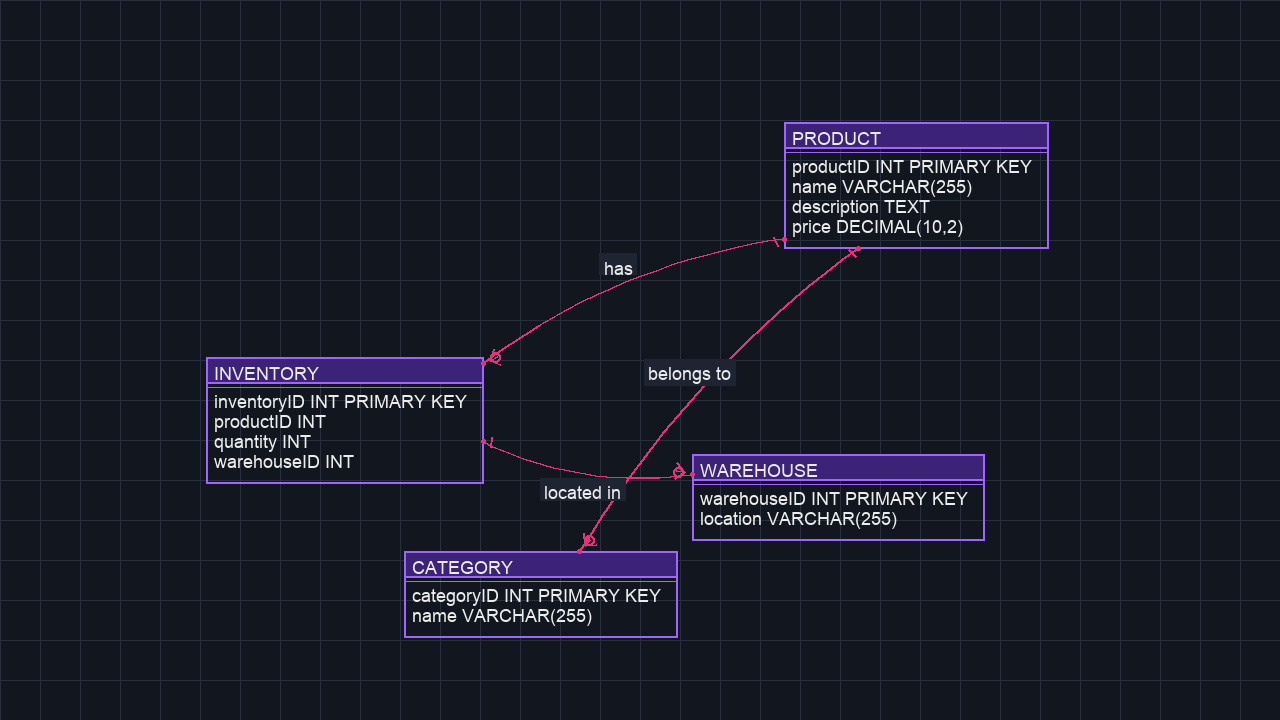 PRODUCT
productID INT PRIMARY KEY
name VARCHAR(255)
description TEXT
price DECIMAL(10,2)
has
INVENTORY
inventoryID INT PRIMARY KEY
productID INT
quantity INT
warehouseID INT
belongs to
WAREHOUSE
warehouseID INT PRIMARY KEY
location VARCHAR(255)
located in
CATEGORY
categoryID INT PRIMARY KEY
name VARCHAR(255)